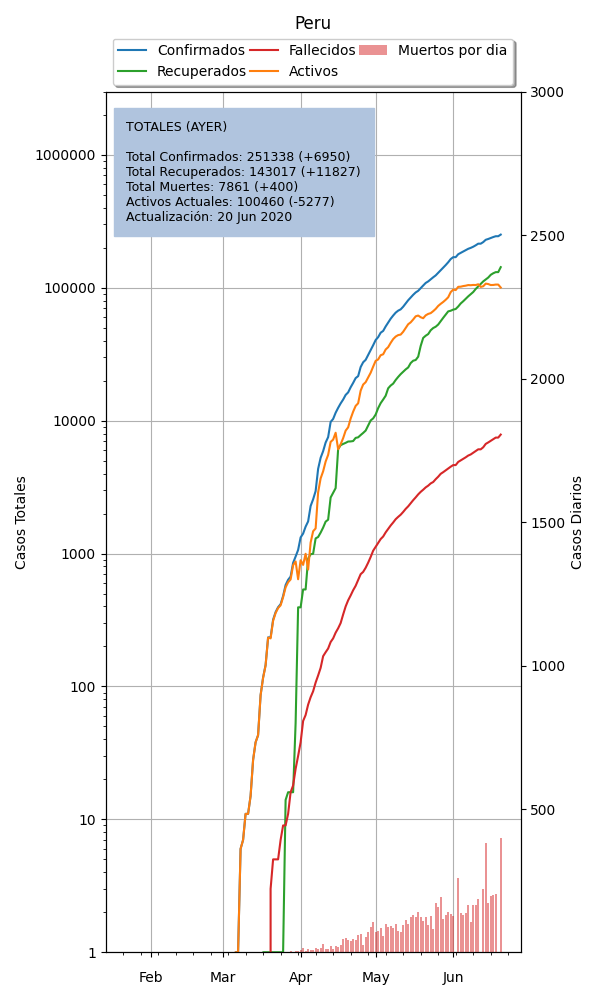 Peru
Confirmados
Recuperados
Fallecidos
Activos
Muertos por dia
TOTALES (AYER)
Total Confirmados: 251338 (+6950)
Total Recuperados: 143017 (+11827)
Total Muertes: 7861 (+400)
Activos Actuales: 100460 (-5277)
Actualización: 20 Jun 2020
Casos Totales
1000000
100000
10000
1000
100
10
1
Casos Diarios
3000
2500
2000
1500
1000
500
Feb
Mar
Apr
May
Jun